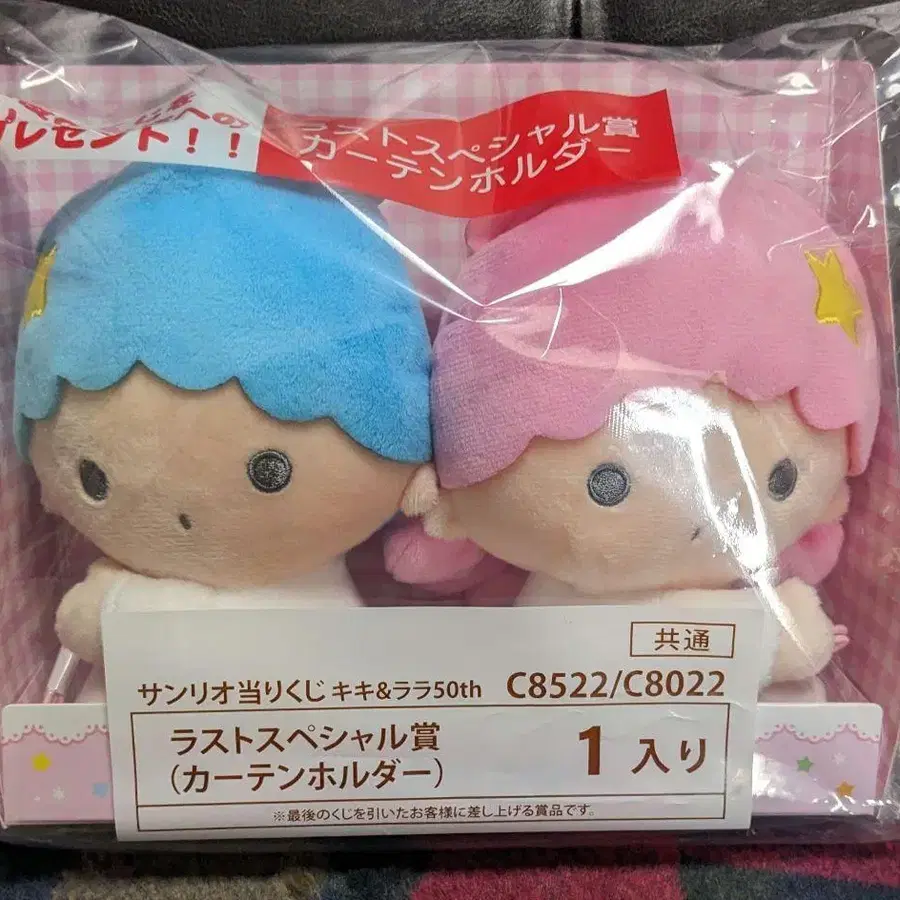 プレゼント！！
ラストスペシャル賞
カーテンホルダー
共通
サンリオ当りくじ キキ&ララ50th C8522/C8022
ラストスペシャル賞
(カーテンホルダー)
1入り
※最後のくじを引いたお客様に差し上げる賞品です。